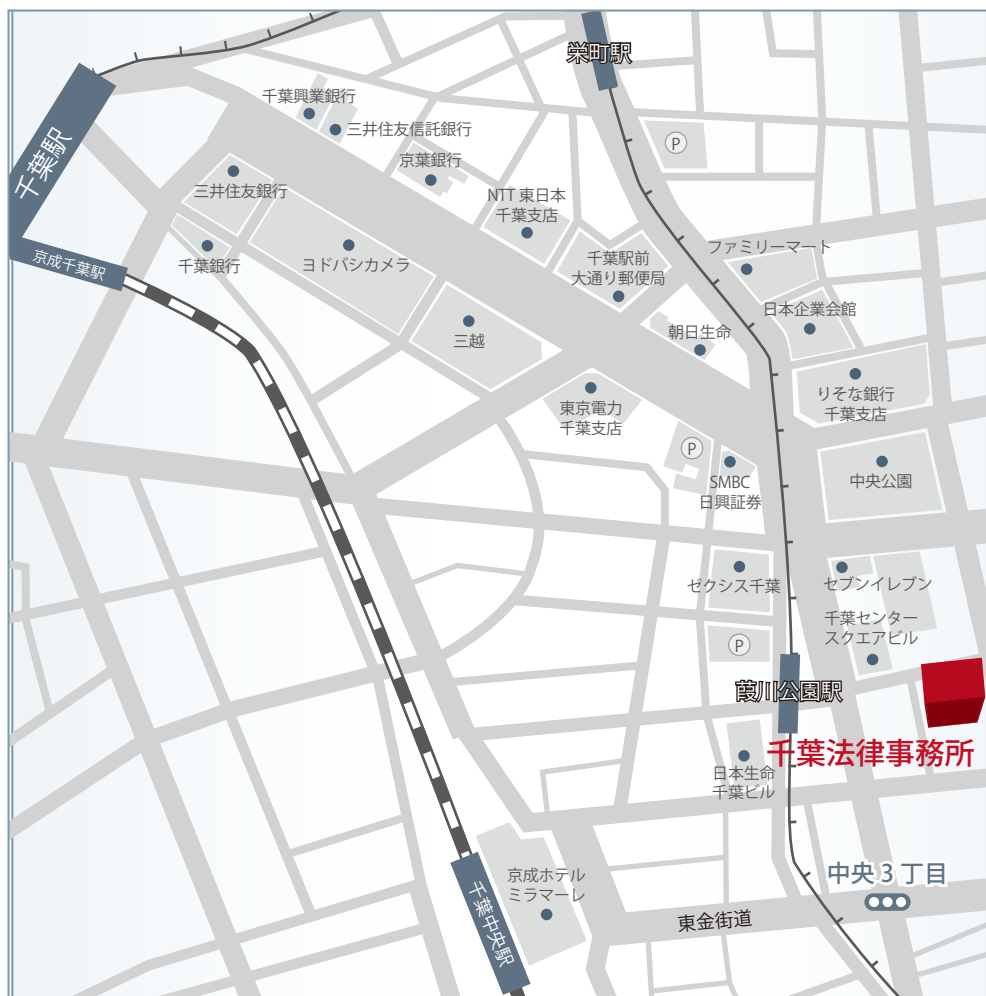 栄町駅
千葉興業銀行
三井住友信託銀行
京葉銀行
P
千葉駅
三井住友銀行
NTT 東日本
千葉支店
千葉銀行
京成千葉駅
ヨドバシカメラ
千葉駅前
大通り郵便局
ファミリーマート
日本企業会館
三越
朝日生命
東京電力
千葉支店
りそな銀行
千葉支店
P
SMBC
日興証券
中央公園
ゼクシス千葉
セブンイレブン
千葉センター
スクエアビル
P
葭川公園駅
千葉法律事務所
日本生命
千葉ビル
京成ホテル
ミラマーレ
千葉中央駅
中央 3 丁目
東金街道